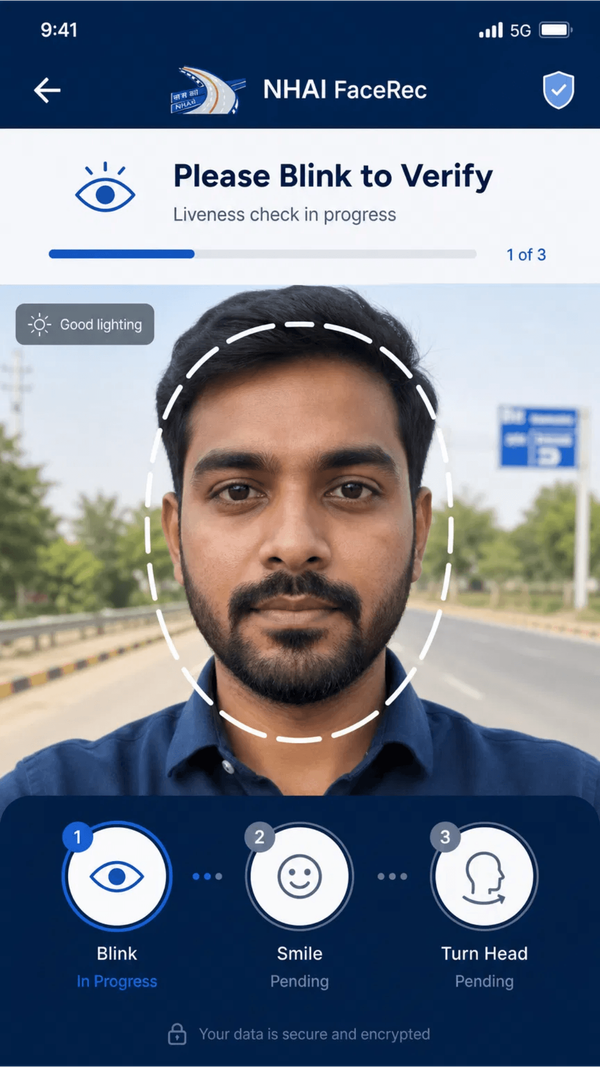 9:41
5G
NHAI
NHAI FaceRec
Please Blink to Verify
Liveness check in progress
1 of 3
Good lighting
1
2
3
Blink
Smile
Turn Head
In Progress
Pending
Pending
Your data is secure and encrypted